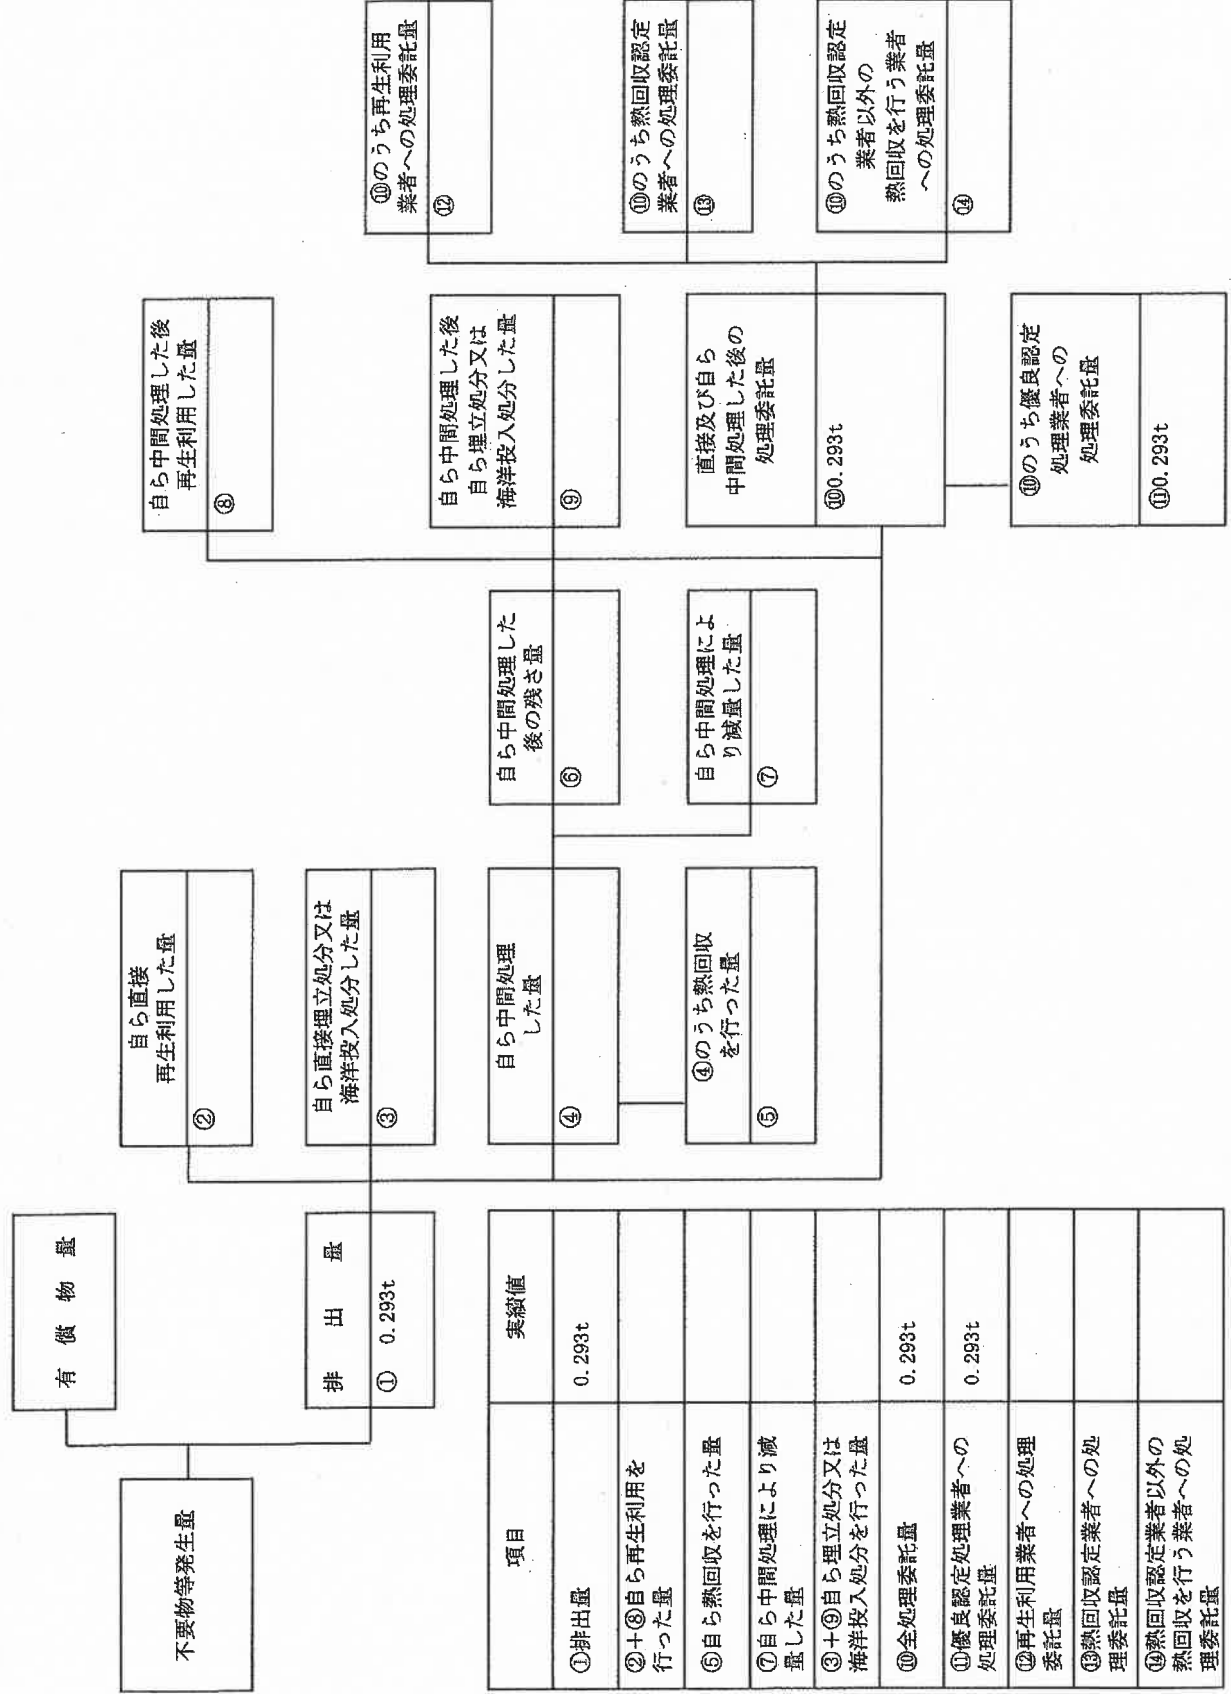 不要物等発生量
有 償 物 量
排 出 量
① 0.293t
自ら直接
再生利用した量
②
自ら直接埋立処分又は
海洋投入処分した量
③
自ら中間処理
した量
④
④のうち熱回収
を行った量
⑤
自ら中間処理した
後の残さ量
⑥
自ら中間処理によ
り減量した量
⑦
自ら中間処理した後
再生利用した量
⑧
自ら中間処理した後
自ら埋立処分又は
海洋投入処分した量
⑨
直接及び自ら
中間処理した後の
処理委託量
⑩0.293t
⑩のうち優良認定
処理業者への
処理委託量
⑪0.293t
⑩のうち再生利用
業者への処理委託量
⑫
⑩のうち熱回収認定
業者への処理委託量
⑬
⑩のうち熱回収認定
業者以外の
熱回収を行う業者
への処理委託量
⑭
項目 実績値
①排出量 0.293t
②+⑧自ら再生利用を
行った量
⑤自ら熱回収を行った量
⑦自ら中間処理により減
量した量
③+⑨自ら埋立処分又は
海洋投入処分を行った量
⑩全処理委託量 0.293t
⑪優良認定処理業者への
処理委託量 0.293t
⑫再生利用業者への処理
委託量
⑬熱回収認定業者への処
理委託量
⑭熱回収認定業者以外の
熱回収を行う業者への処
理委託量